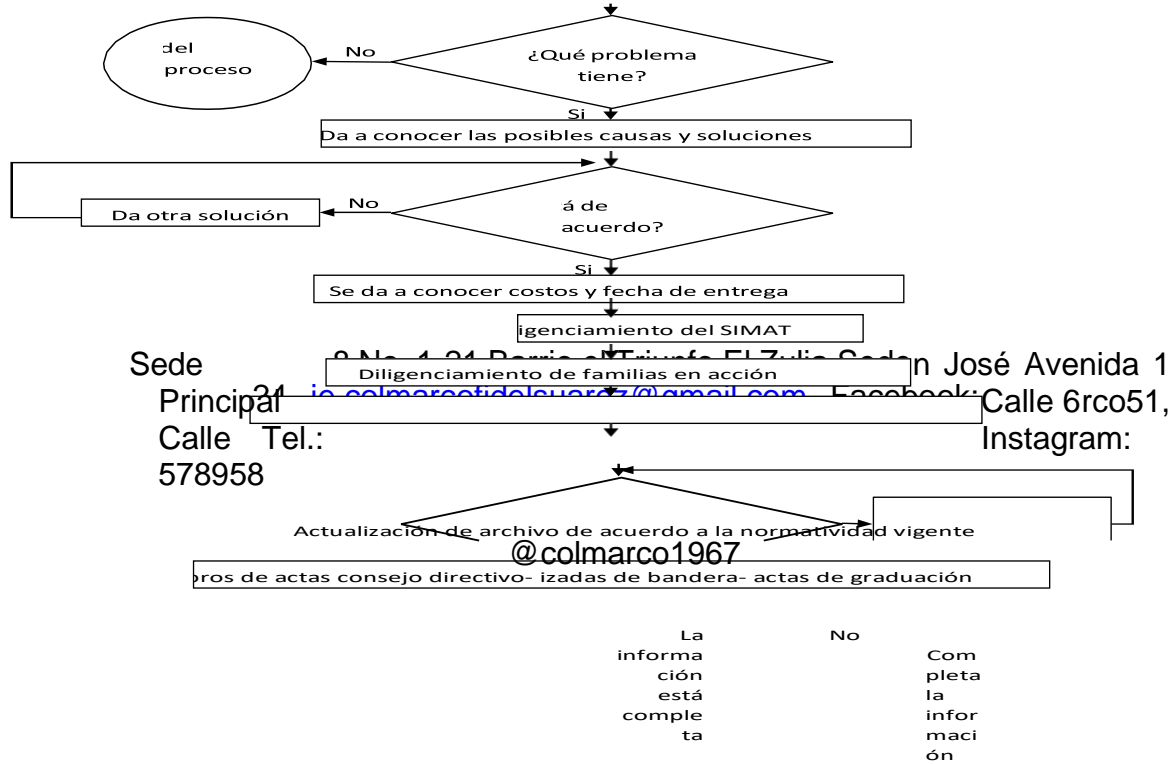 del
proceso
No
¿Qué problema
tiene?
Si
Da a conocer las posibles causas y soluciones
Da otra solución
No
de
acuerdo?
Si
Se da a conocer costos y fecha de entrega
del SIMAT
Diligenciamiento de familias en acción
Sede
José Avenida 1
Principal
Calle
Calle Tel.:
Instagram:
578958
Actualización de archivo de acuerdo a la normatividad vigente
@colmarco1967
de actas consejo directivo- izadas de bandera- actas de graduación
La
informa
ción
está
comple
ta
No
Com
pleta
la
infor
maci
ón